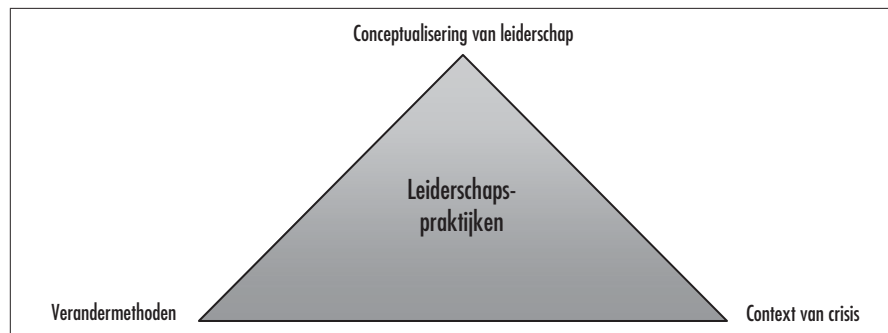 Conceptualisering van leiderschap
Leiderschaps-
praktijken
Verandermethoden
Context van crisis